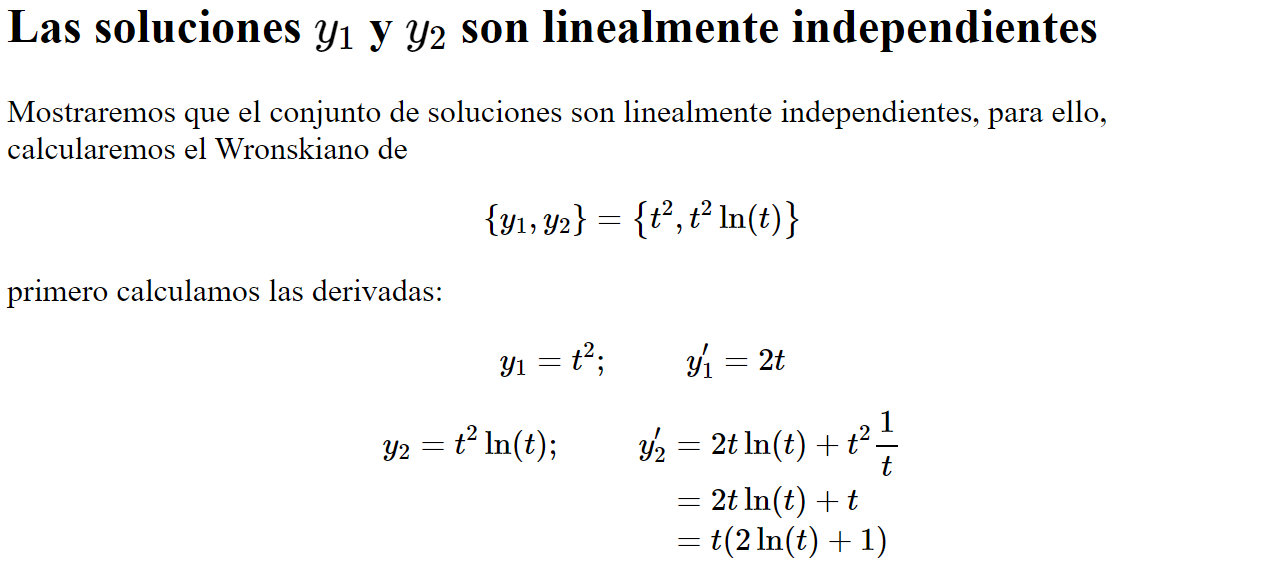 Las soluciones y₁ y y₂ son linealmente independientes
Mostraremos que el conjunto de soluciones son linealmente independientes, para ello,
calcularemos el Wronskiano de
{y₁, y₂} = {t², t² ln(t)}
primero calculamos las derivadas:
y₁ = t²; y₁′ = 2t
y₂ = t² ln(t); y₂′ = 2t ln(t) + t² 1/t
= 2t ln(t) + t
= t(2 ln(t) + 1)